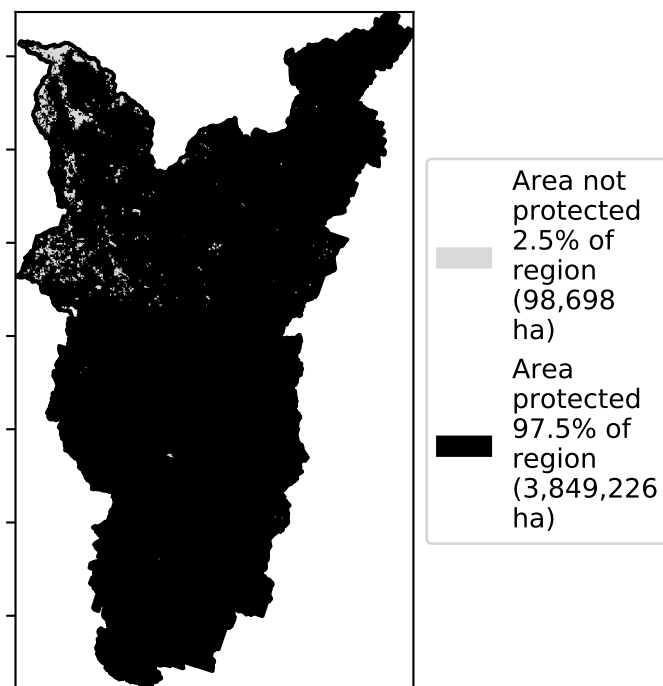 Area not
protected
2.5% of
region
(98,698
ha)
Area
protected
97.5% of
region
(3,849,226
ha)